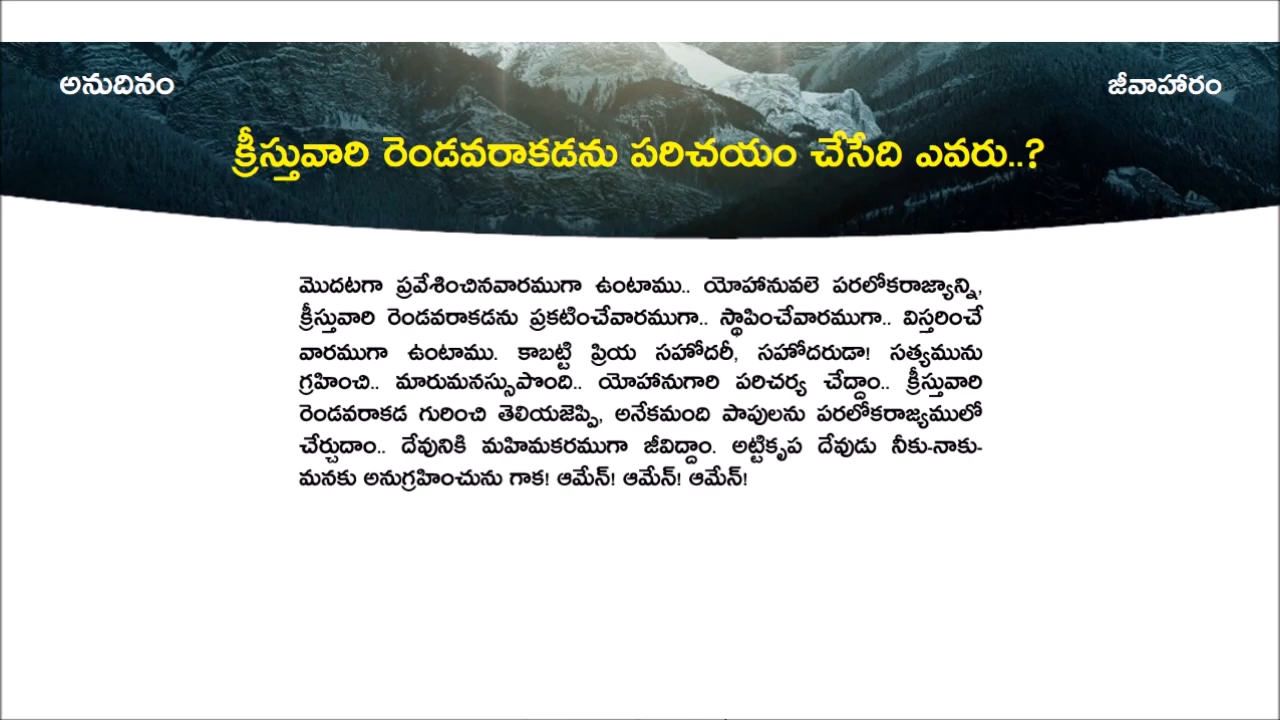 అనుదినం
జీవాహారం
క్రీస్తువారి రెండవరాకడను పరిచయం చేసేది ఎవరు..?
మొదటగా ప్రవేశించినవారముగా ఉంటాము.. యోహానువలె పరలోకరాజ్యాన్ని,
క్రీస్తువారి రెండవరాకడను ప్రకటించేవారముగా.. స్థాపించేవారముగా.. విస్తరించే
వారముగా ఉంటాము. కాబట్టి ప్రియ సహోదరీ, సహోదరుడా! సత్యమును
గ్రహించి.. మారుమనస్సుపొంది.. యోహానుగారి పరిచర్య చేద్దాం.. క్రీస్తువారి
రెండవరాకడ గురించి తెలియజెప్పి, అనేకమంది పాపులను పరలోకరాజ్యములో
చేర్చుదాం.. దేవునికి మహిమకరముగా జీవిద్దాం. అట్టికృప దేవుడు నీకు-నాకు-
మనకు అనుగ్రహించును గాక! ఆమేన్! ఆమేన్! ఆమేన్!